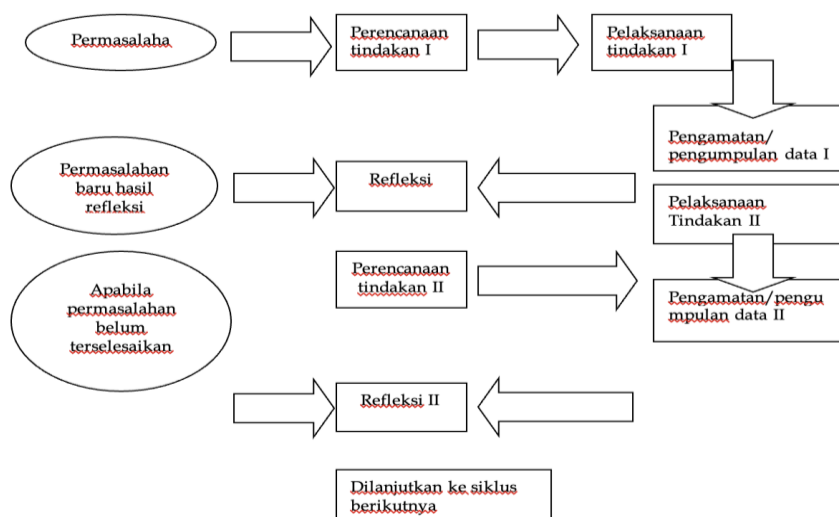 Permasalaha
Perencanaan
tindakan I
Pelaksanaan
tindakan I
Pengamatan/
pengumpulan data I
Permasalahan
baru hasil
refleksi
Refleksi
Pelaksanaan
Tindakan II
Apabila
permasalahan
belum
terselesaikan
Perencanaan
tindakan II
Pengamatan/pengu
mpulan data II
Refleksi II
Dilanjutkan ke siklus
berikutnya